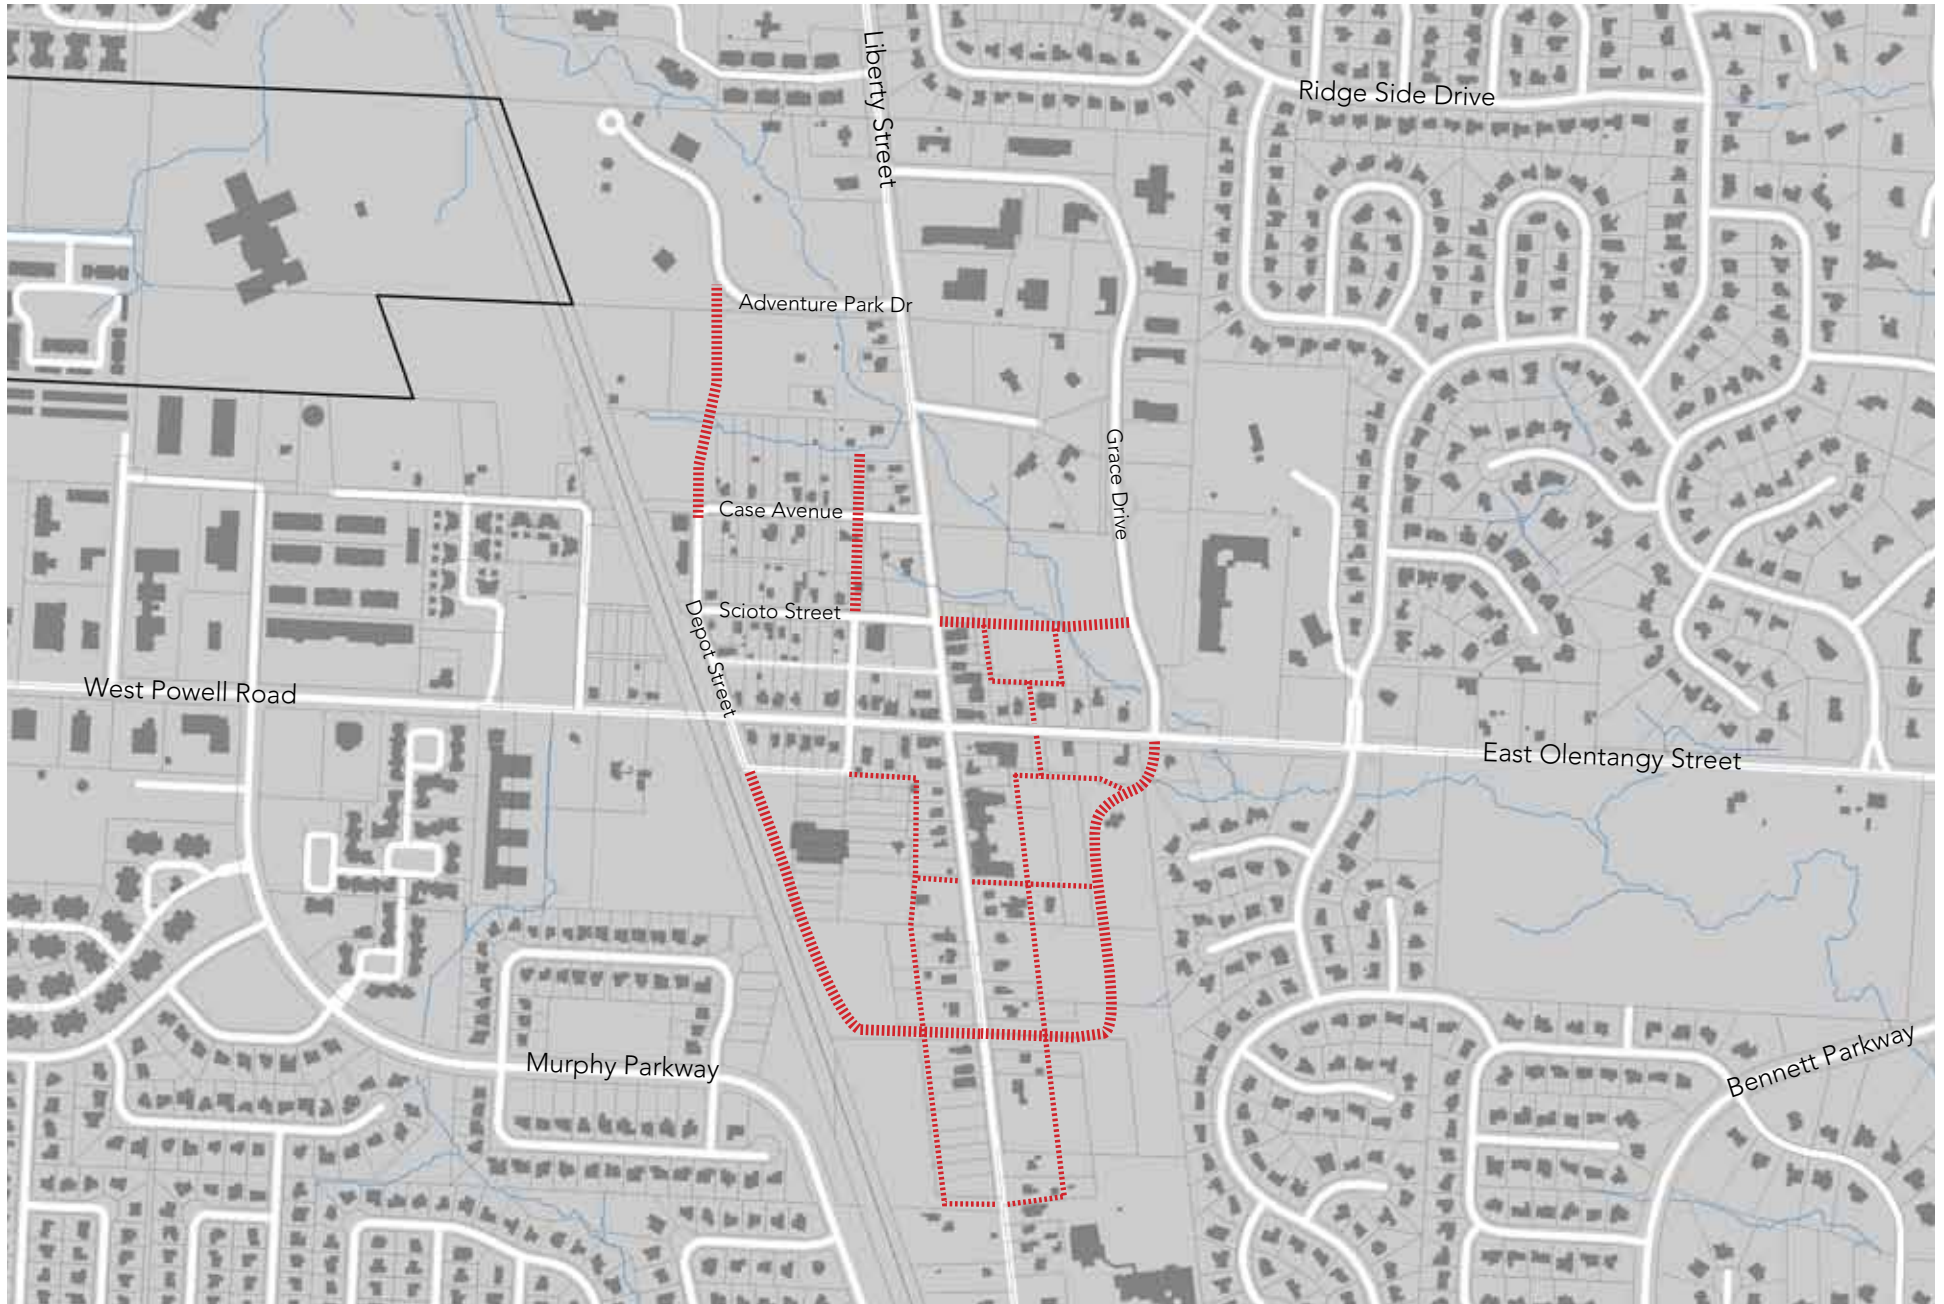 Liberty Street
Ridge Side Drive
Adventure Park Dr
Grace Drive
Case Avenue
Scioto Street
Depot Street
West Powell Road
East Olentangy Street
Murphy Parkway
Bennett Parkway